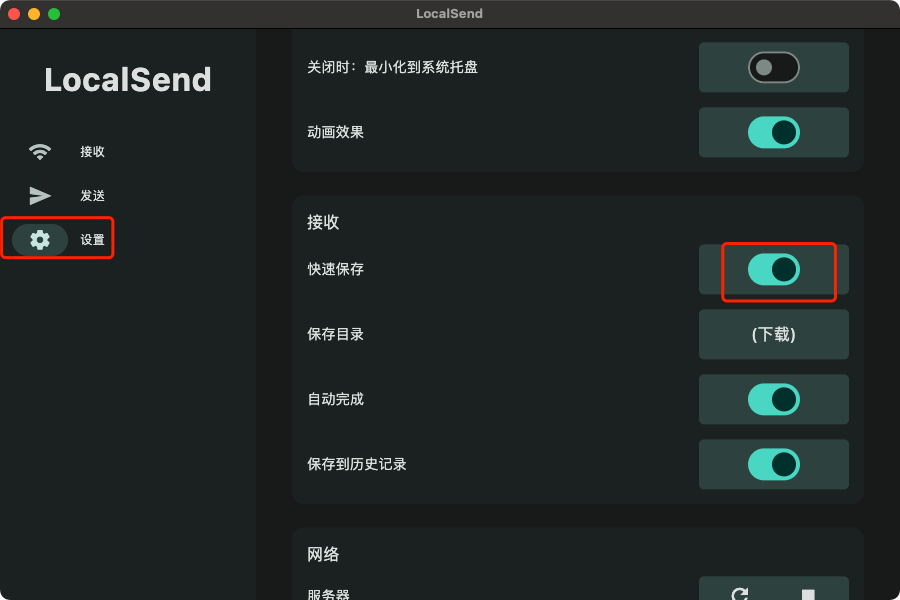 LocalSend
LocalSend
接收
发送
设置
关闭时：最小化到系统托盘
动画效果
接收
快速保存
保存目录
(下载)
自动完成
保存到历史记录
网络
服务器